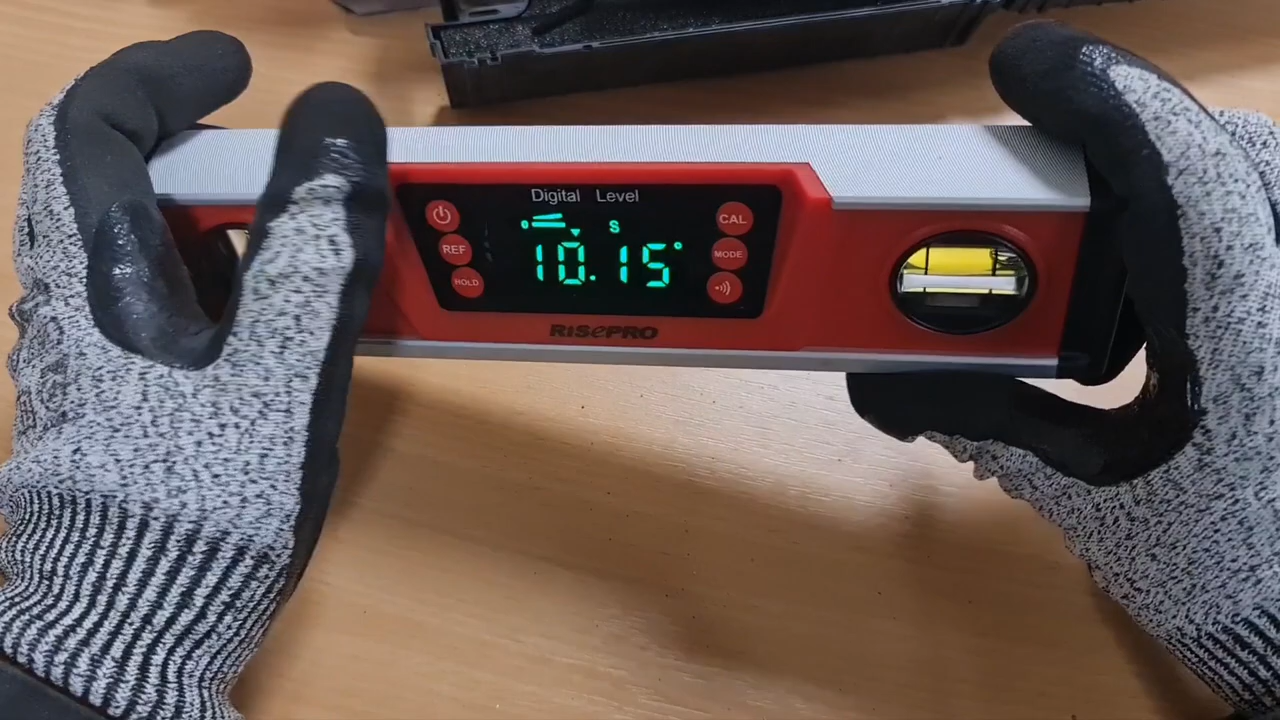 Digital Level
S
10.15°
REF
HOLD
CAL
MODE
RISePRO